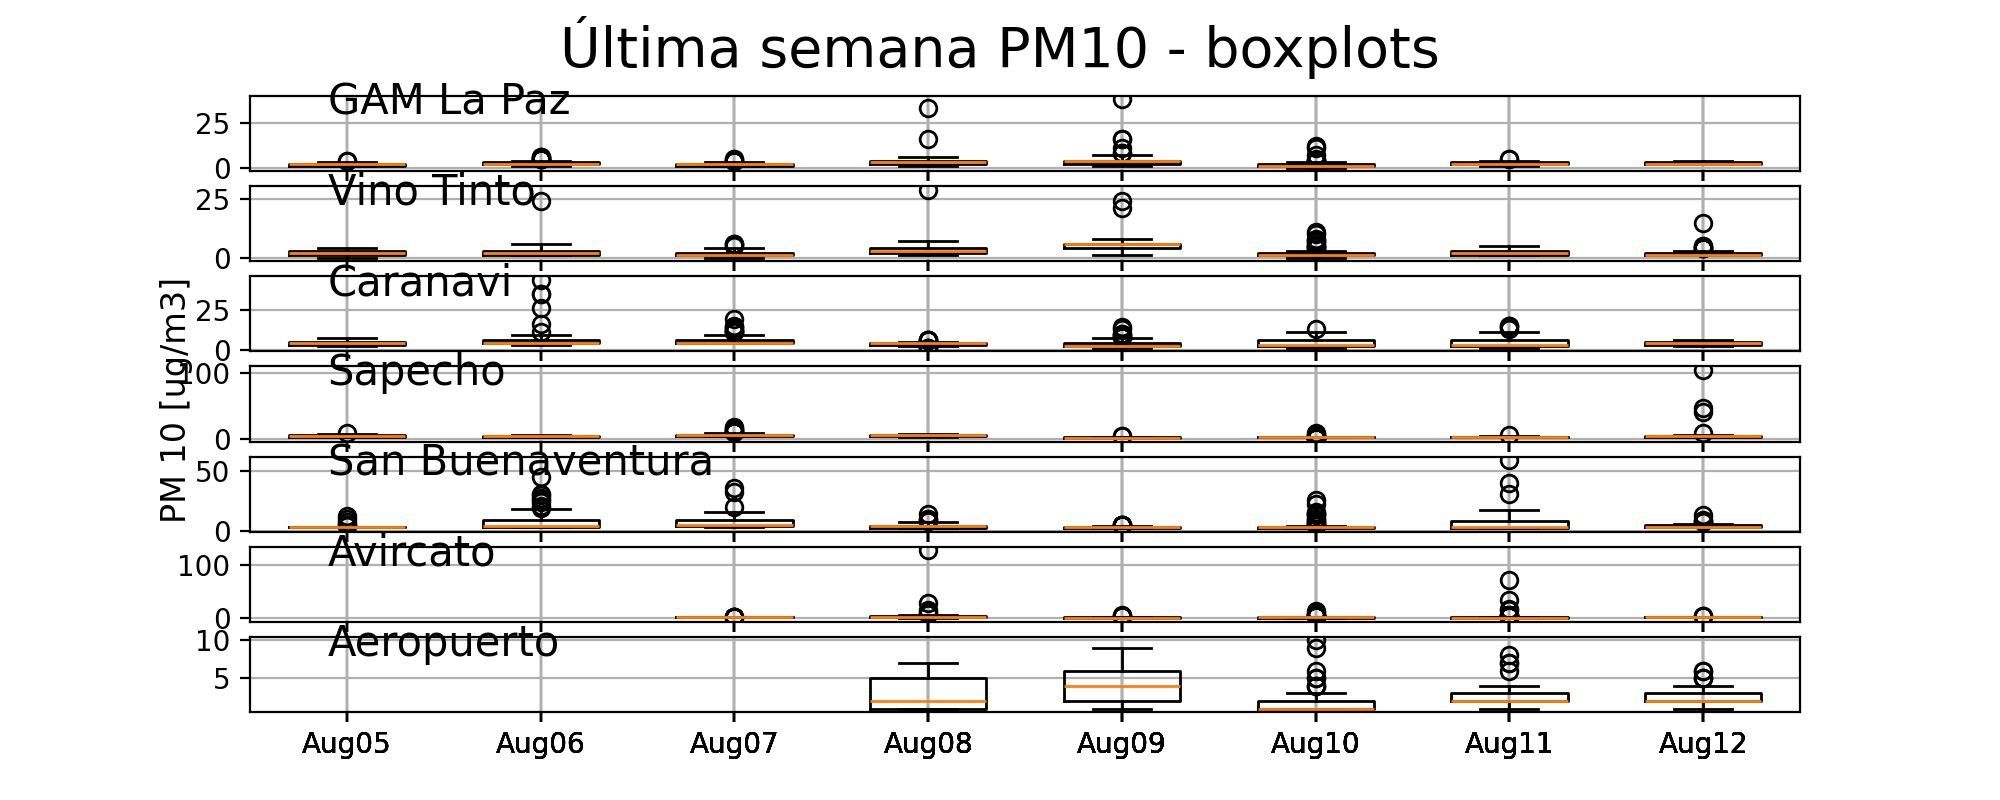 Última semana PM10 - boxplots
GAM La Paz
25
0
Vino Tinto
25
0
Caranavi
25
0
PM 10 [ug/m3]
Sapecho
100
0
San Buenaventura
50
0
Avircato
100
0
Aeropuerto
10
5
Aug05 Aug06 Aug07 Aug08 Aug09 Aug10 Aug11 Aug12